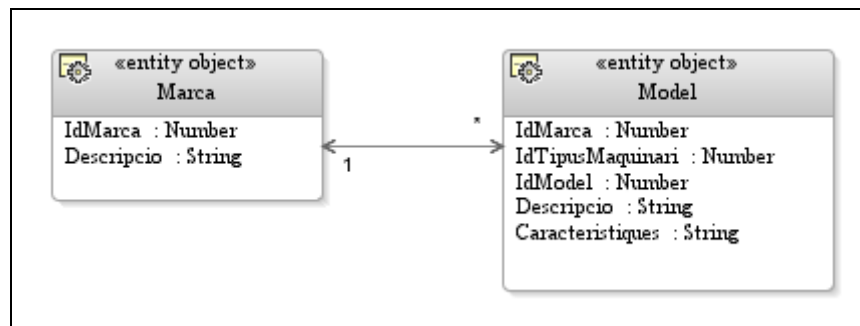 «entity object»
Marca
IdMarca : Number
Descripcio : String
1
*
«entity object»
Model
IdMarca : Number
IdTipusMaquinari : Number
IdModel : Number
Descripcio : String
Caracteristiques : String